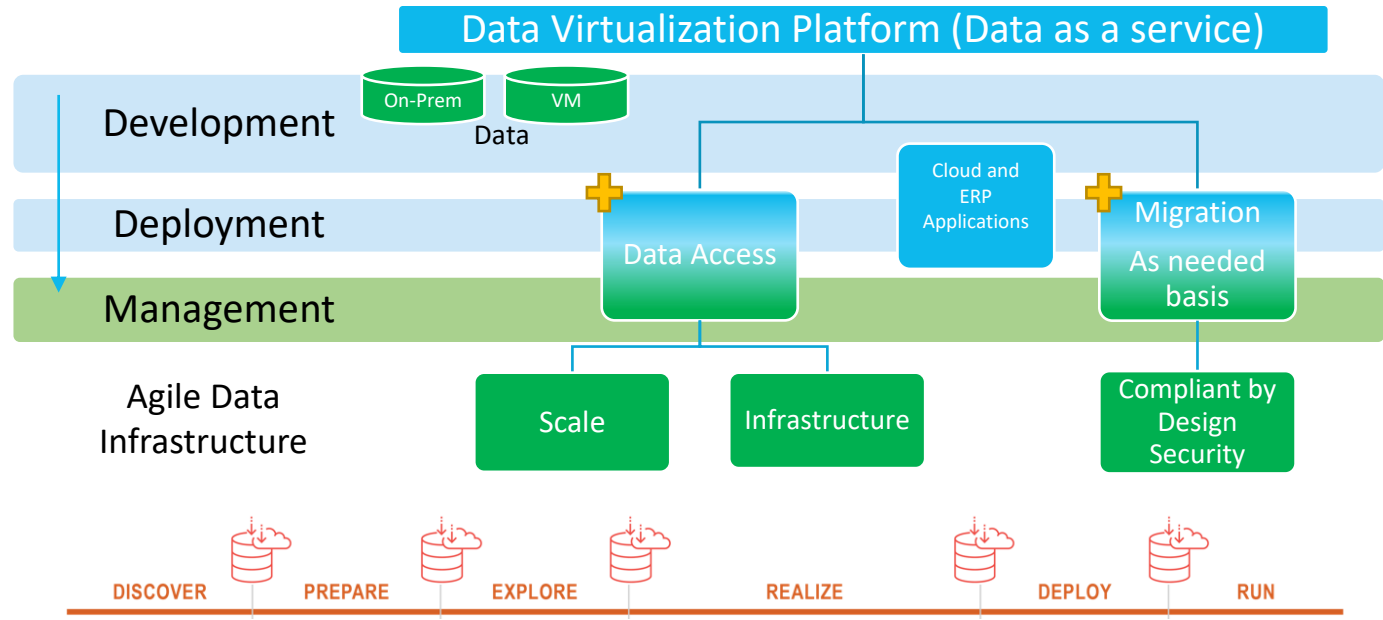 Data Virtualization Platform (Data as a service)
On-Prem
VM
Development
Data
Cloud and
ERP
Applications
Deployment
Data Access
Migration
As needed
basis
Management
Agile Data
Infrastructure
Scale
Infrastructure
Compliant by
Design
Security
DISCOVER
PREPARE
EXPLORE
REALIZE
DEPLOY
RUN